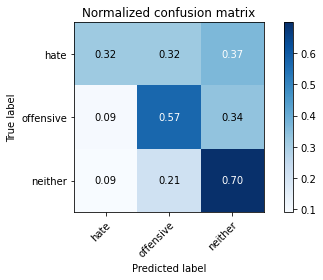 Normalized confusion matrix
True label
hate
0.32 0.32 0.37
offensive
0.09 0.57 0.34
neither
0.09 0.21 0.70
hate
offensive
neither
Predicted label
0.6
0.5
0.4
0.3
0.2
0.1